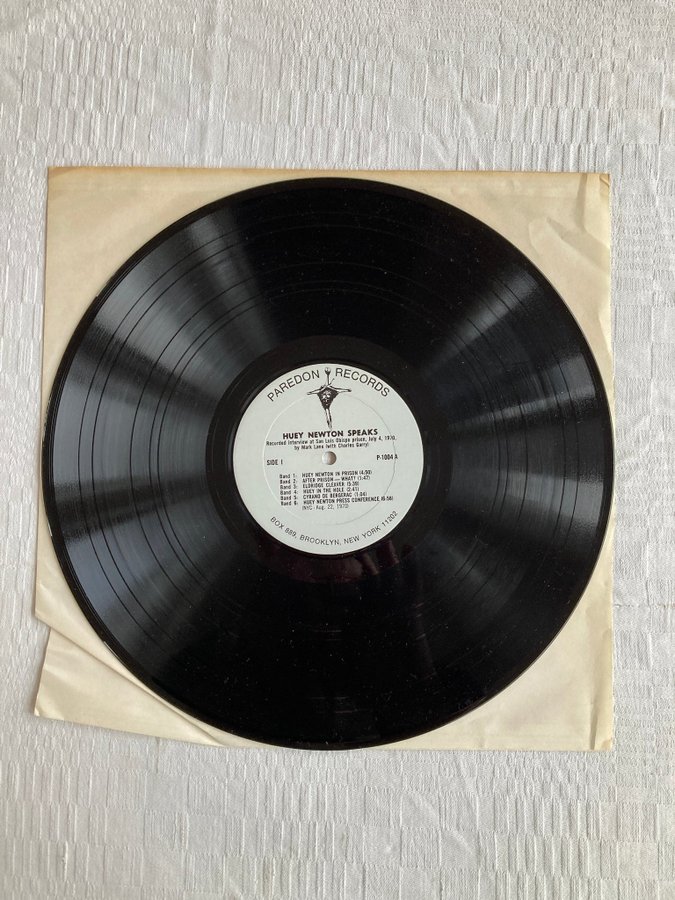 PAREDON RECORDS
HUEY NEWTON SPEAKS
Recorded interview at San Luis Obispo prison, July 4, 1970,
by Mark Lane (with Charles Garry)
SIDE I P-1004 A
Band 1: HUEY NEWTON IN PRISON (4:50)
Band 2: AFTER PRISON — WHAT? (1:42)
Band 3: ELDRIDGE CLEAVER (5:39)
Band 4: HUEY IN THE HOLE (2:41)
Band 5: CYRANO DE BERGERAC (1:04)
Band 6: HUEY NEWTON PRESS CONFERENCE (6:56)
(NYC - Aug. 22, 1970)
BOX 889, BROOKLYN, NEW YORK 11202